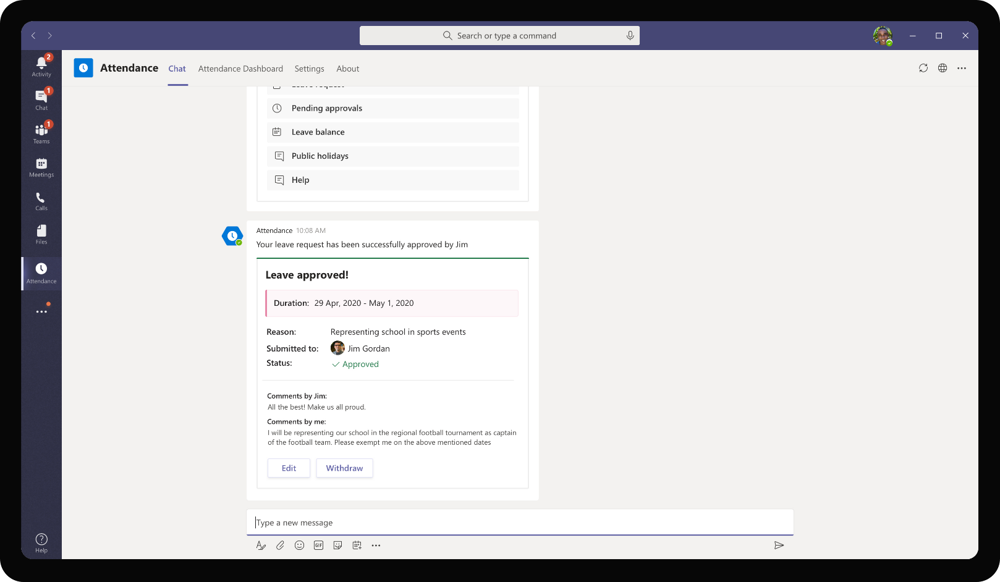 Search or type a command
2
Activity
1
Chat
1
Teams
Meetings
Calls
Files
Attendance
Help
Attendance Chat Attendance Dashboard Settings About
Leave request
Pending approvals
Leave balance
Public holidays
Help
Attendance 10:08 AM
Your leave request has been successfully approved by Jim
Leave approved!
Duration: 29 Apr, 2020 - May 1, 2020
Reason: Representing school in sports events
Submitted to: Jim Gordan
Status: Approved
Comments by Jim:
All the best! Make us all proud.
Comments by me:
I will be representing our school in the regional football tournament as captain
of the football team. Please exempt me on the above mentioned dates
Edit Withdraw
Type a new message
GIF